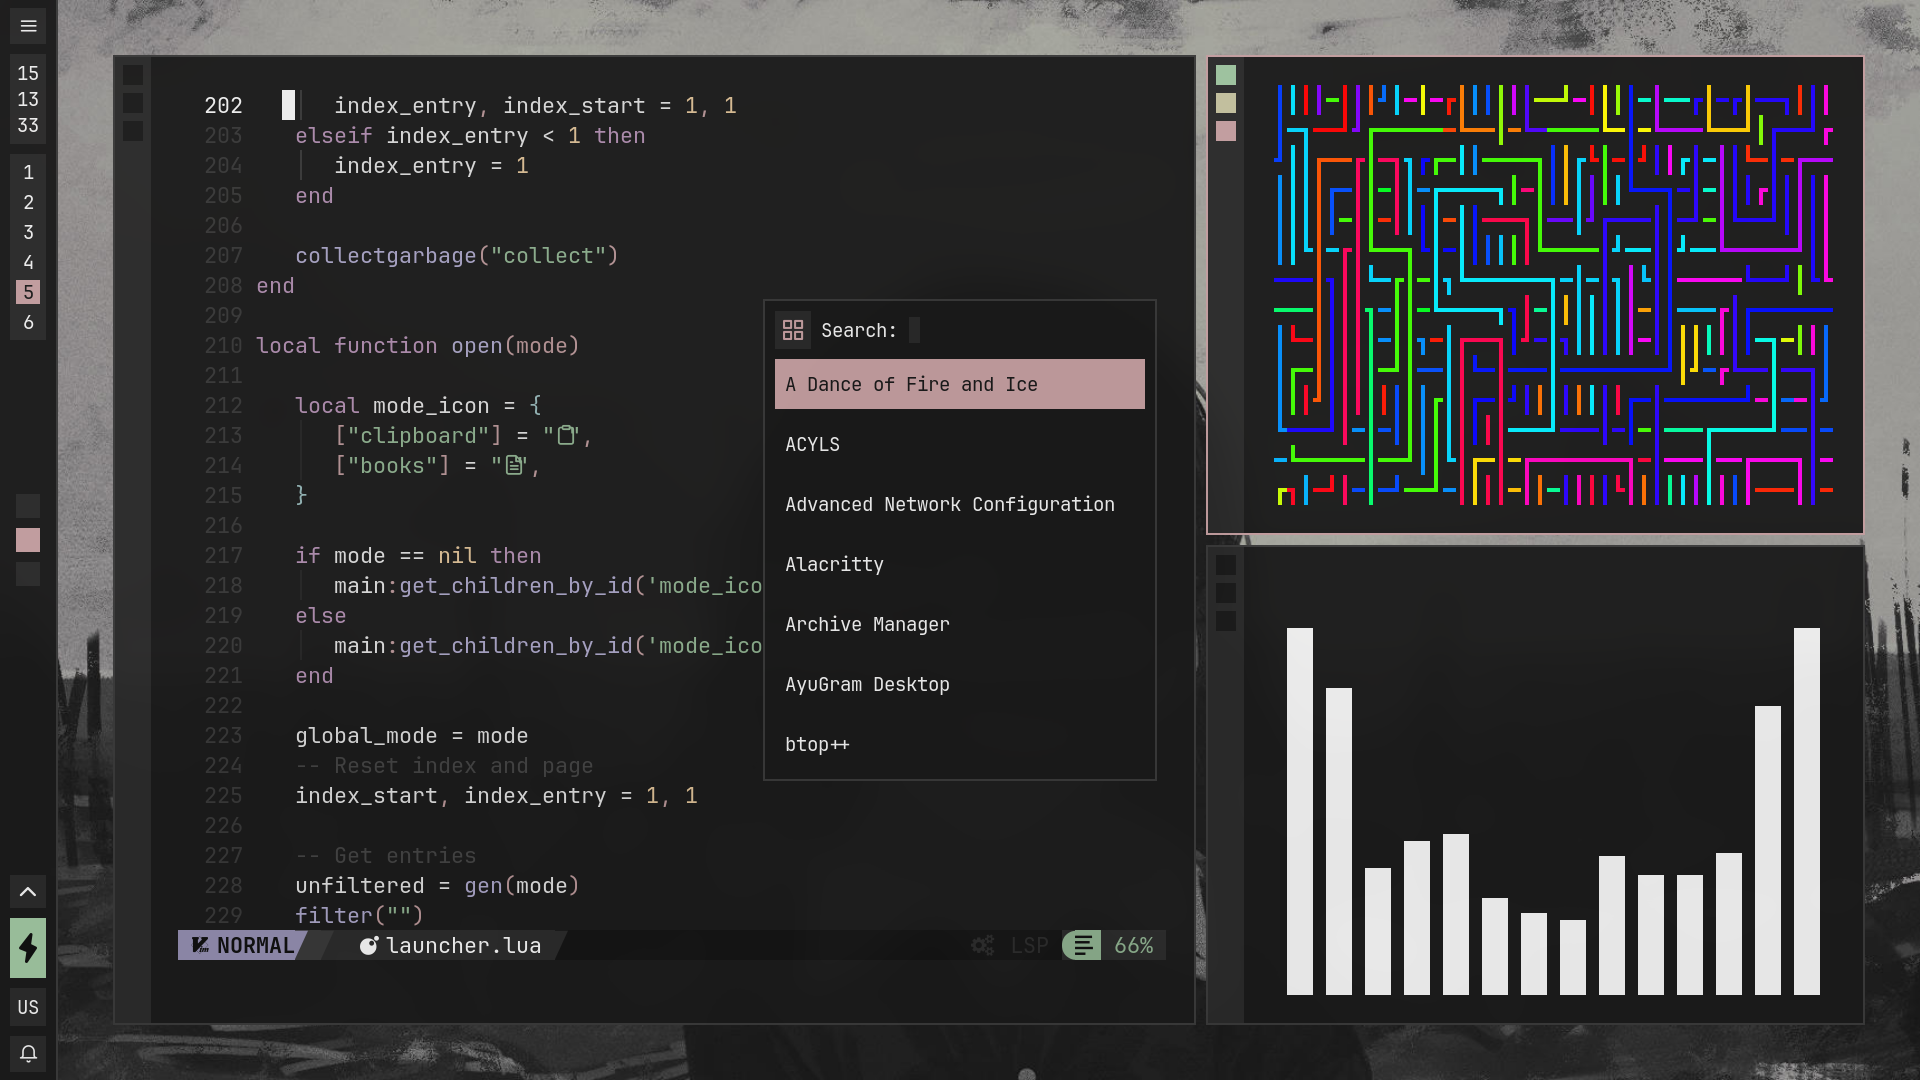 15
13
33
1
2
3
4
5
6
US
202 index_entry, index_start = 1, 1
203 elseif index_entry < 1 then
204 index_entry = 1
205 end
206
207 collectgarbage("collect")
208 end
209
210 local function open(mode)
211
212 local mode_icon = {
213 ["clipboard"] = "",
214 ["books"] = "",
215 }
216
217 if mode == nil then
218 main:get_children_by_id('mode_ico
219 else
220 main:get_children_by_id('mode_ico
221 end
222
223 global_mode = mode
224 -- Reset index and page
225 index_start, index_entry = 1, 1
226
227 -- Get entries
228 unfiltered = gen(mode)
229 filter("")
NORMAL launcher.lua LSP 66%
Search:
A Dance of Fire and Ice
ACYLS
Advanced Network Configuration
Alacritty
Archive Manager
AyuGram Desktop
btop++